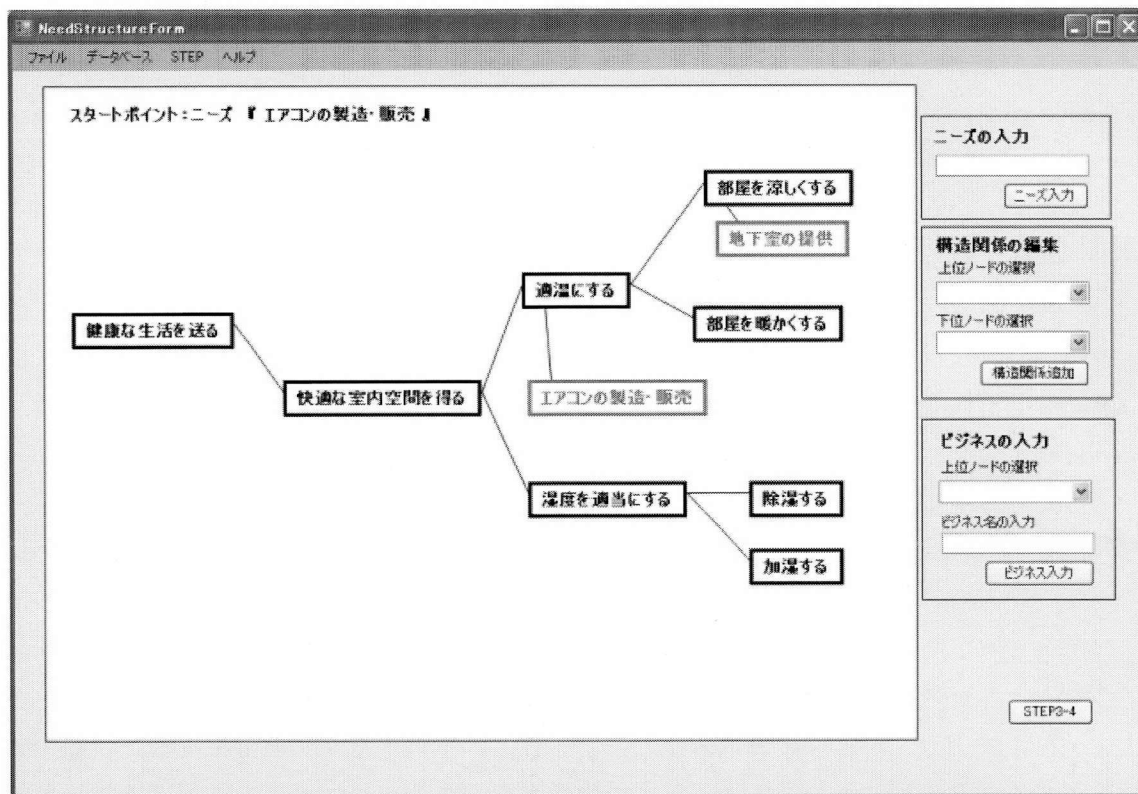 NeedStructureForm
ファイル データベース STEP ヘルプ
スタートポイント:ニーズ 『 エアコンの製造・販売 』
部屋を涼しくする
地下室の提供
適温にする
部屋を暖かくする
健康な生活を送る
快適な室内空間を得る
エアコンの製造・販売
湿度を適当にする
除湿する
加湿する
ニーズの入力
ニーズ入力
構造関係の編集
上位ノードの選択
下位ノードの選択
構造関係追加
ビジネスの入力
上位ノードの選択
ビジネス名の入力
ビジネス入力
STEP3-4